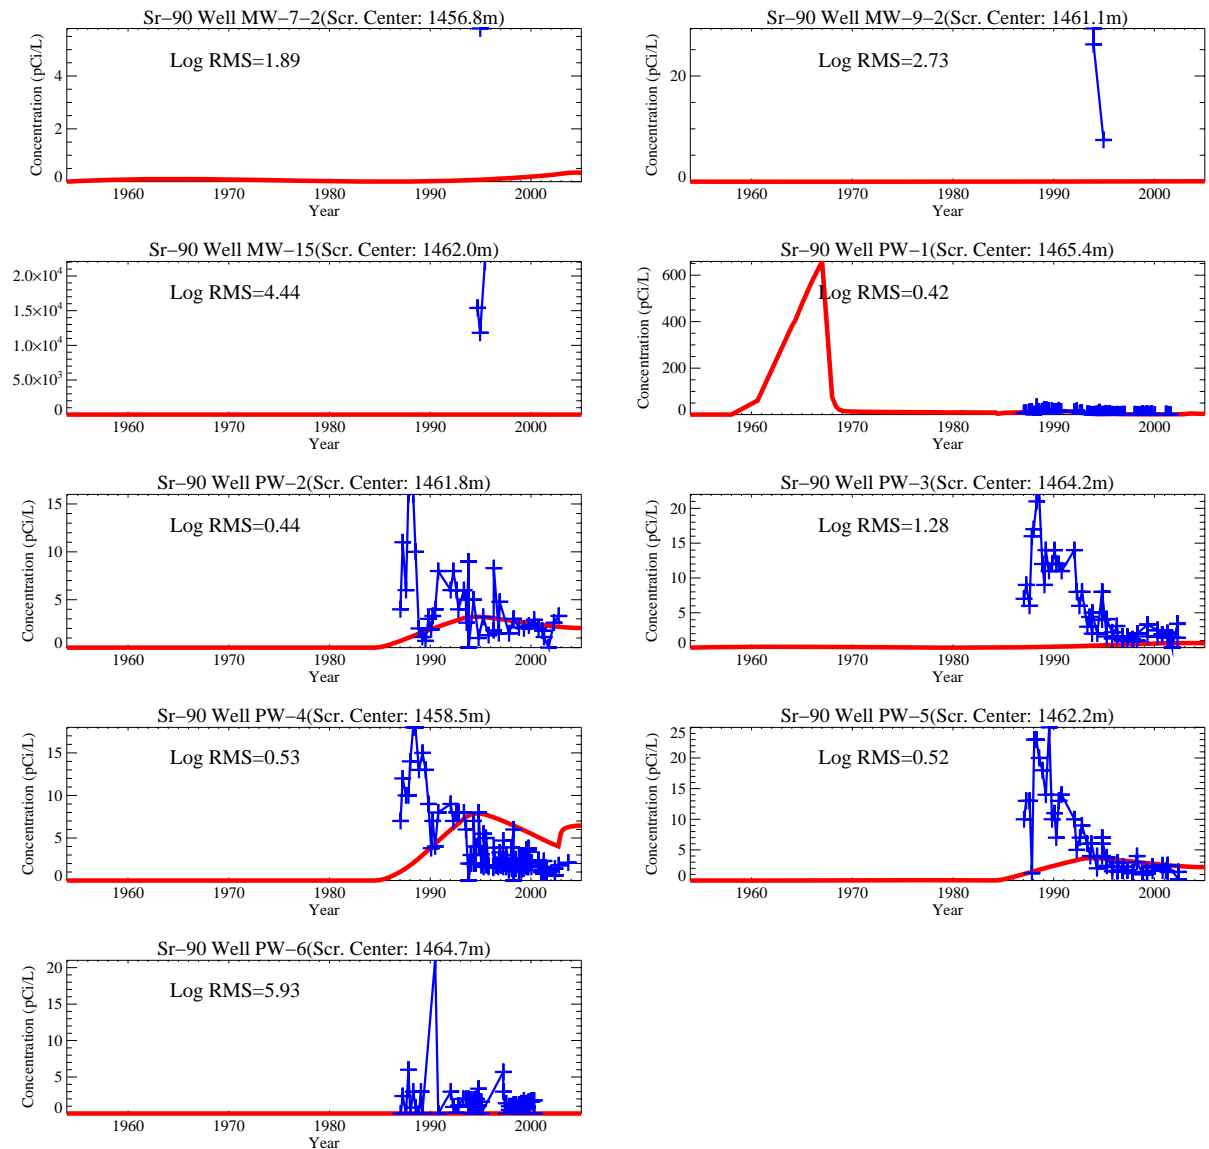 Sr−90 Well MW−7−2(Scr. Center: 1456.8m)
Log RMS=1.89
Concentration (pCi/L)
4
2
0
1960 1970 1980 1990 2000
Year
Sr−90 Well MW−9−2(Scr. Center: 1461.1m)
Log RMS=2.73
Concentration (pCi/L)
20
10
0
1960 1970 1980 1990 2000
Year
Sr−90 Well MW−15(Scr. Center: 1462.0m)
Log RMS=4.44
Concentration (pCi/L)
2.0×10⁴
1.5×10⁴
1.0×10⁴
5.0×10³
0
1960 1970 1980 1990 2000
Year
Sr−90 Well PW−1(Scr. Center: 1465.4m)
Log RMS=0.42
Concentration (pCi/L)
600
400
200
0
1960 1970 1980 1990 2000
Year
Sr−90 Well PW−2(Scr. Center: 1461.8m)
Log RMS=0.44
Concentration (pCi/L)
15
10
5
0
1960 1970 1980 1990 2000
Year
Sr−90 Well PW−3(Scr. Center: 1464.2m)
Log RMS=1.28
Concentration (pCi/L)
20
15
10
5
0
1960 1970 1980 1990 2000
Year
Sr−90 Well PW−4(Scr. Center: 1458.5m)
Log RMS=0.53
Concentration (pCi/L)
15
10
5
0
1960 1970 1980 1990 2000
Year
Sr−90 Well PW−5(Scr. Center: 1462.2m)
Log RMS=0.52
Concentration (pCi/L)
25
20
15
10
5
0
1960 1970 1980 1990 2000
Year
Sr−90 Well PW−6(Scr. Center: 1464.7m)
Log RMS=5.93
Concentration (pCi/L)
20
15
10
5
0
1960 1970 1980 1990 2000
Year